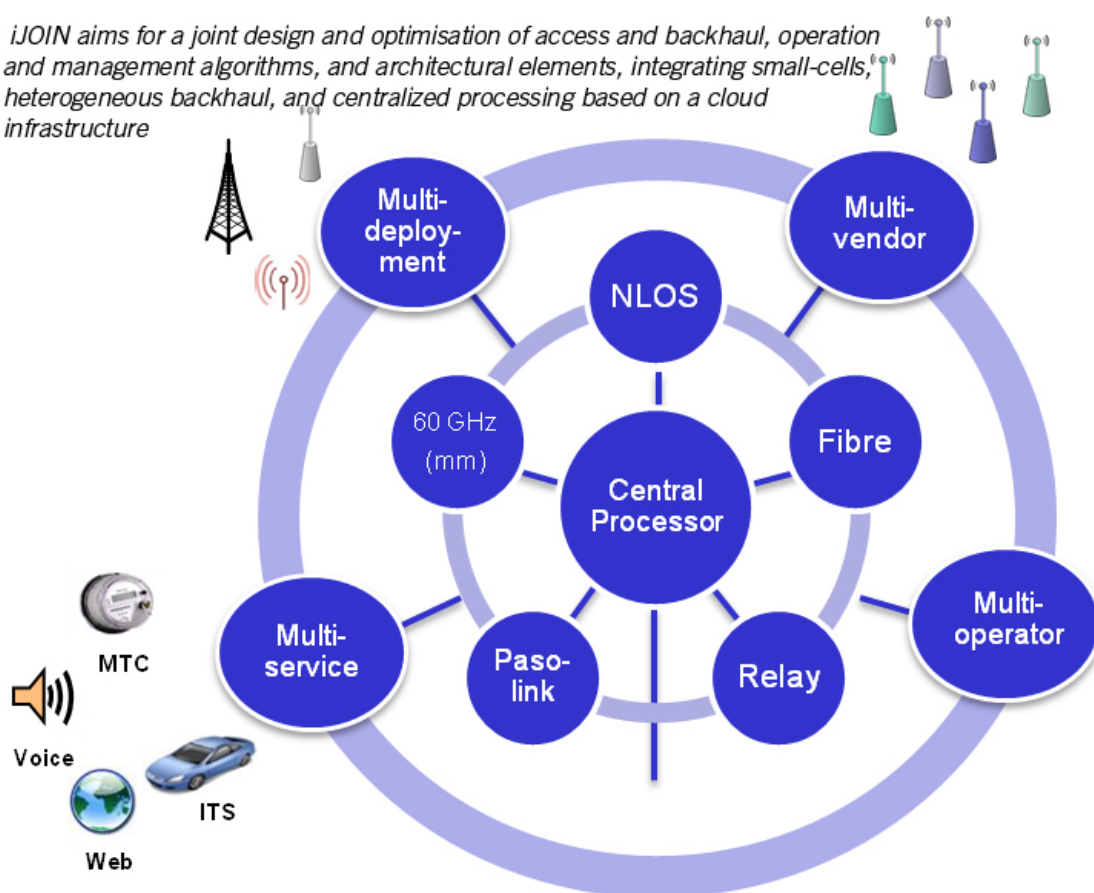 iJOIN aims for a joint design and optimisation of access and backhaul, operation
and management algorithms, and architectural elements, integrating small-cells,
heterogeneous backhaul, and centralized processing based on a cloud
infrastructure
Multi-
deploy-
ment
Multi-
vendor
NLOS
60 GHz
(mm)
Fibre
Central
Processor
Multi-
service
Paso-
link
Relay
Multi-
operator
MTC
Voice
ITS
Web